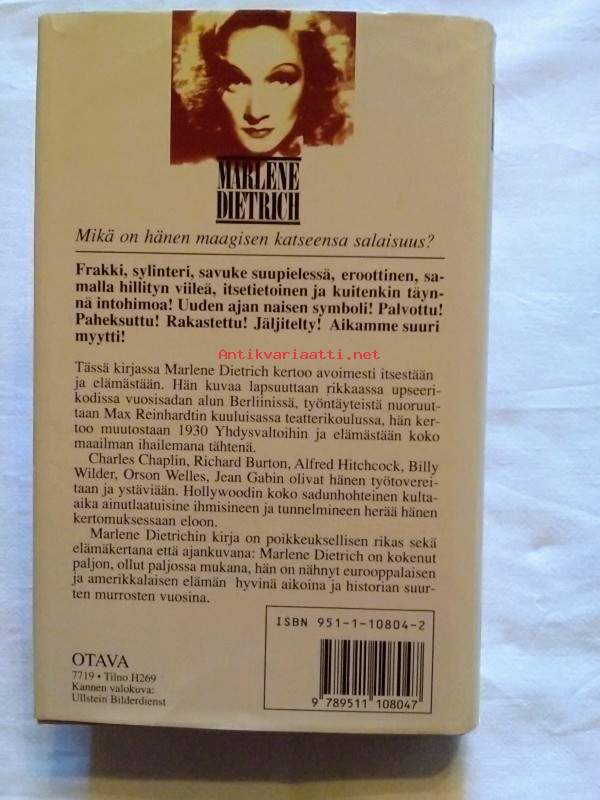 MARLENE
DIETRICH
Mikä on hänen maagisen katseensa salaisuus?
Frakki, sylinteri, savuke suupielessä, eroottinen, sa-
malla hillityn viileä, itsetietoinen ja kuitenkin täyn-
nä intohimoa! Uuden ajan naisen symboli! Palvottu!
Paheksuttu! Rakastettu! Jäljitelty! Aikamme suuri
myytti!
Antikvariaatti.net
Tässä kirjassa Marlene Dietrich kertoo avoimesti itsestään
ja elämästään. Hän kuvaa lapsuuttaan rikkaassa upseeri-
kodissa vuosisadan alun Berliinissä, työntäyteistä nuoruut-
taan Max Reinhardtin kuuluisassa teatterikoulussa, hän ker-
too muutostaan 1930 Yhdysvaltoihin ja elämästään koko
maailman ihailemana tähtenä.
Charles Chaplin, Richard Burton, Alfred Hitchcock, Billy
Wilder, Orson Welles, Jean Gabin olivat hänen työtoverei-
taan ja ystäviään. Hollywoodin koko sadunhohteinen kulta-
aika ainutlaatuisine ihmisineen ja tunnelmineen herää hänen
kertomuksessaan eloon.
Marlene Dietrichin kirja on poikkeuksellisen rikas sekä
elämäkertana että ajankuvana: Marlene Dietrich on kokenut
paljon, ollut paljossa mukana, hän on nähnyt eurooppalaisen
ja amerikkalaisen elämän hyvinä aikoina ja historian suur-
ten murrosten vuosina.
ISBN 951-1-10804-2
OTAVA
7719 • Tilno H269
Kannen valokuva:
Ullstein Bilderdienst
9 789511 108047